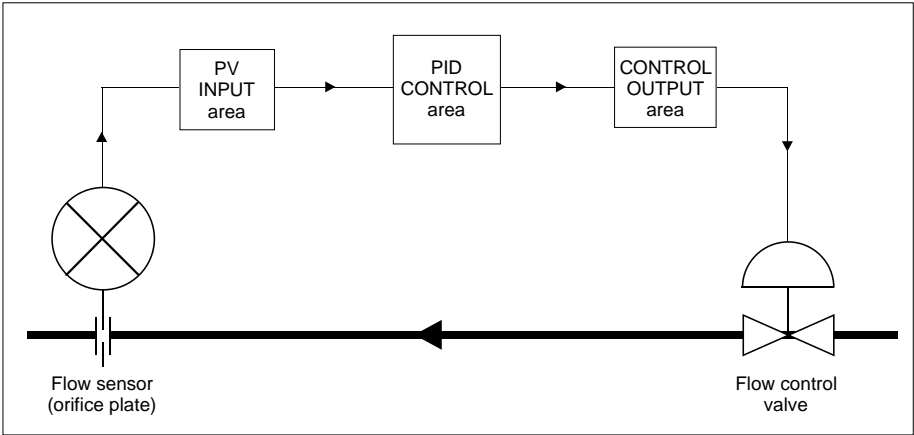 PV
INPUT
area
PID
CONTROL
area
CONTROL
OUTPUT
area
Flow sensor
(orifice plate)
Flow control
valve